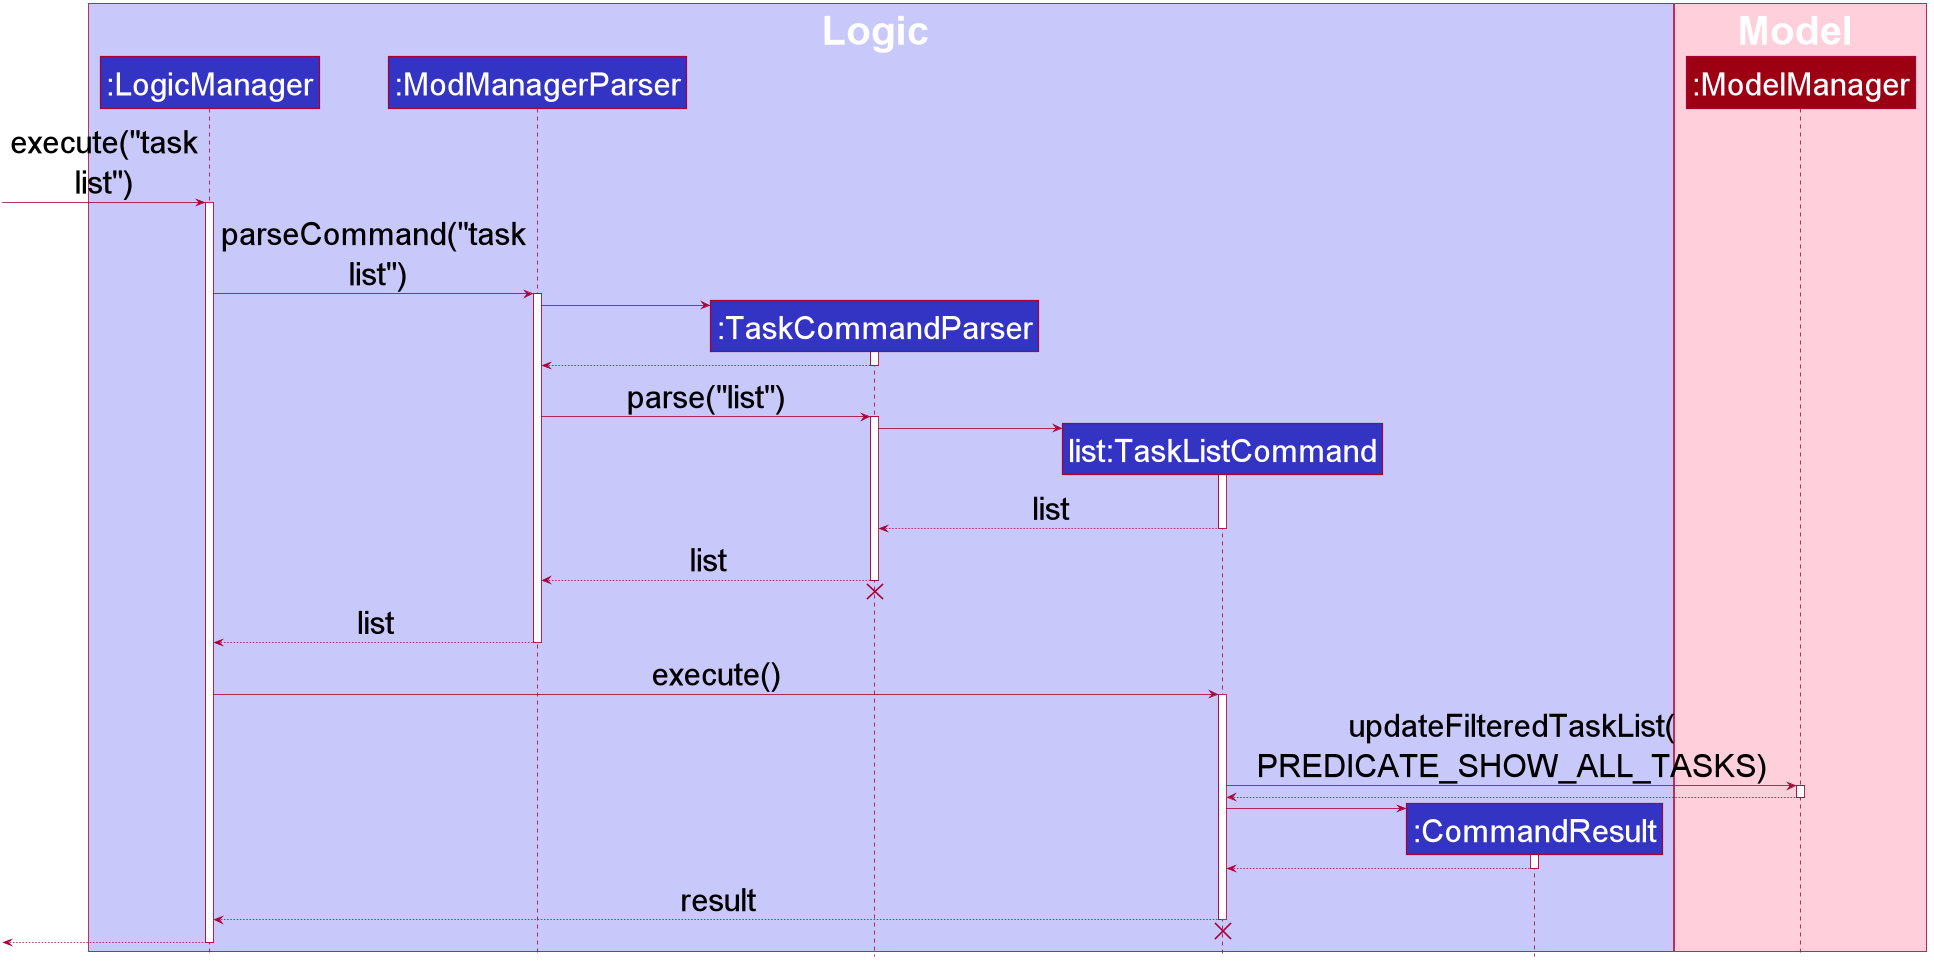 Logic
Model
:LogicManager
:ModManagerParser
:ModelManager
execute("task
list")
parseCommand("task
list")
:TaskCommandParser
parse("list")
list:TaskListCommand
list
list
list
execute()
updateFilteredTaskList(
PREDICATE_SHOW_ALL_TASKS)
:CommandResult
result